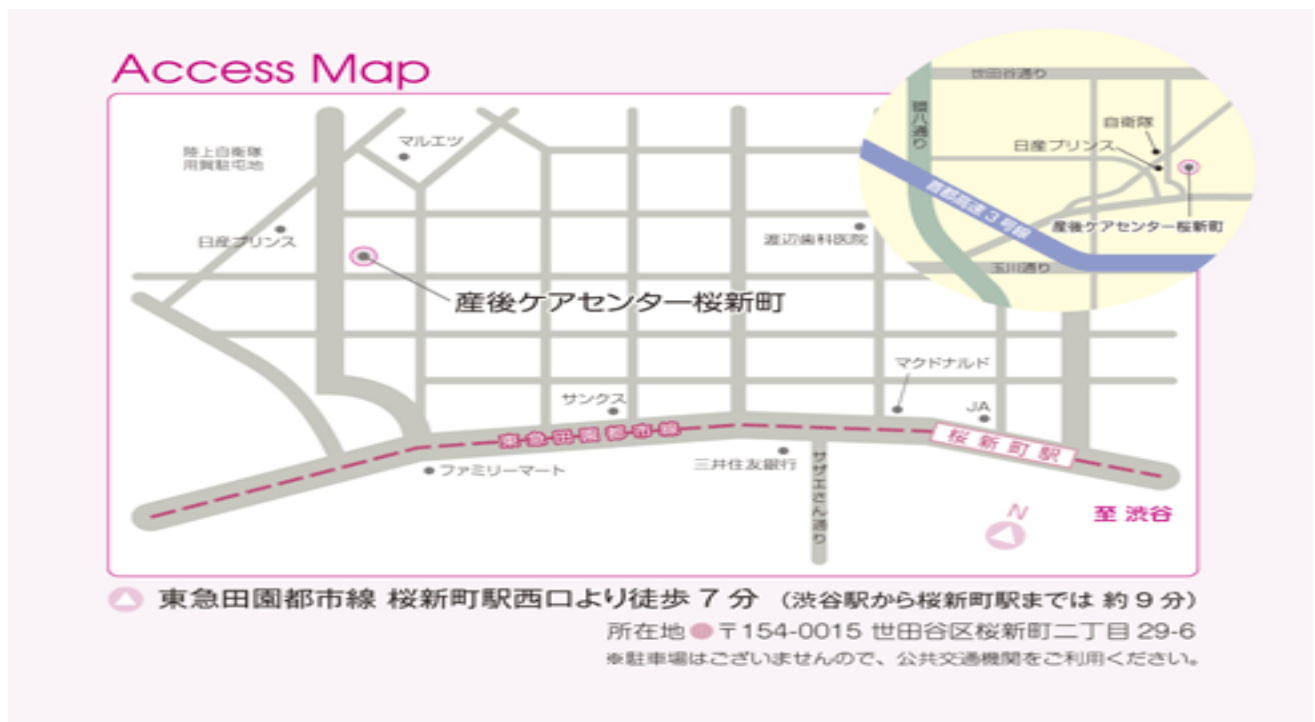 Access Map
世田谷通り
環八通り
自衛隊
日産プリンス
首都高速3号線
産後ケアセンター桜新町
玉川通り
陸上自衛隊
用賀駐屯地
マルエツ
日産プリンス
渡辺歯科医院
産後ケアセンター桜新町
マクドナルド
サンクス
JA
東急田園都市線
桜新町駅
ファミリーマート
三井住友銀行
サザエさん通り
N
至 渋谷
東急田園都市線 桜新町駅西口より徒歩 7 分 (渋谷駅から桜新町駅までは 約 9 分)
所在地●〒154-0015 世田谷区桜新町二丁目 29-6
※駐車場はございませんので、公共交通機関をご利用ください。